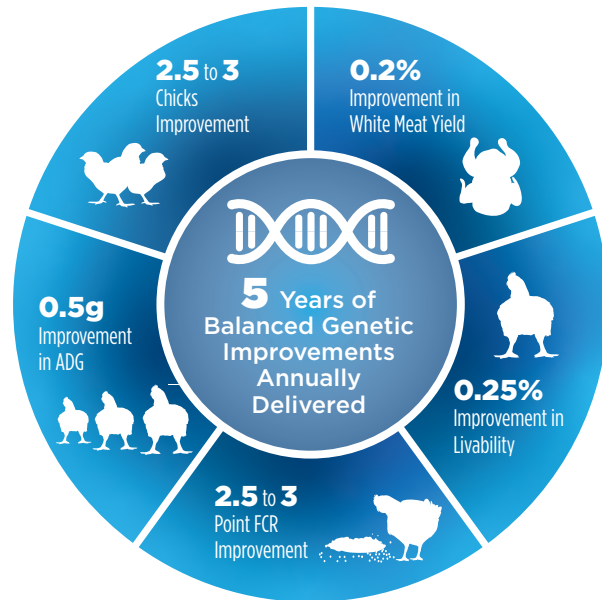 2.5 to 3
Chicks
Improvement
0.2%
Improvement in
White Meat Yield
5 Years of
Balanced Genetic
Improvements
Annually
Delivered
0.5g
Improvement
in ADG
0.25%
Improvement in
Livability
2.5 to 3
Point FCR
Improvement